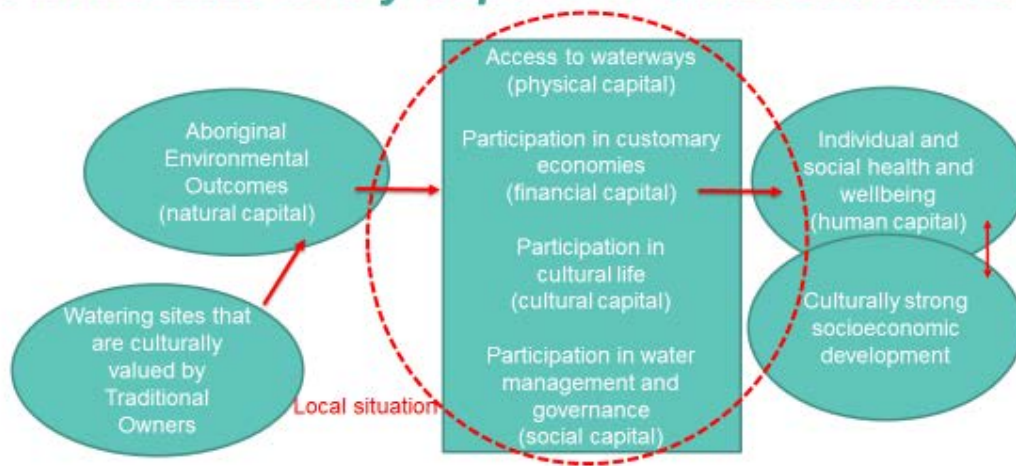 Aboriginal
Environmental
Outcomes
(natural capital)
Watering sites that
are culturally
valued by
Traditional
Owners
Local situation
Access to waterways
(physical capital)
Participation in customary
economies
(financial capital)
Participation in
cultural life
(cultural capital)
Participation in water
management and
governance
(social capital)
Individual and
social health and
wellbeing
(human capital)
Culturally strong
socioeconomic
development